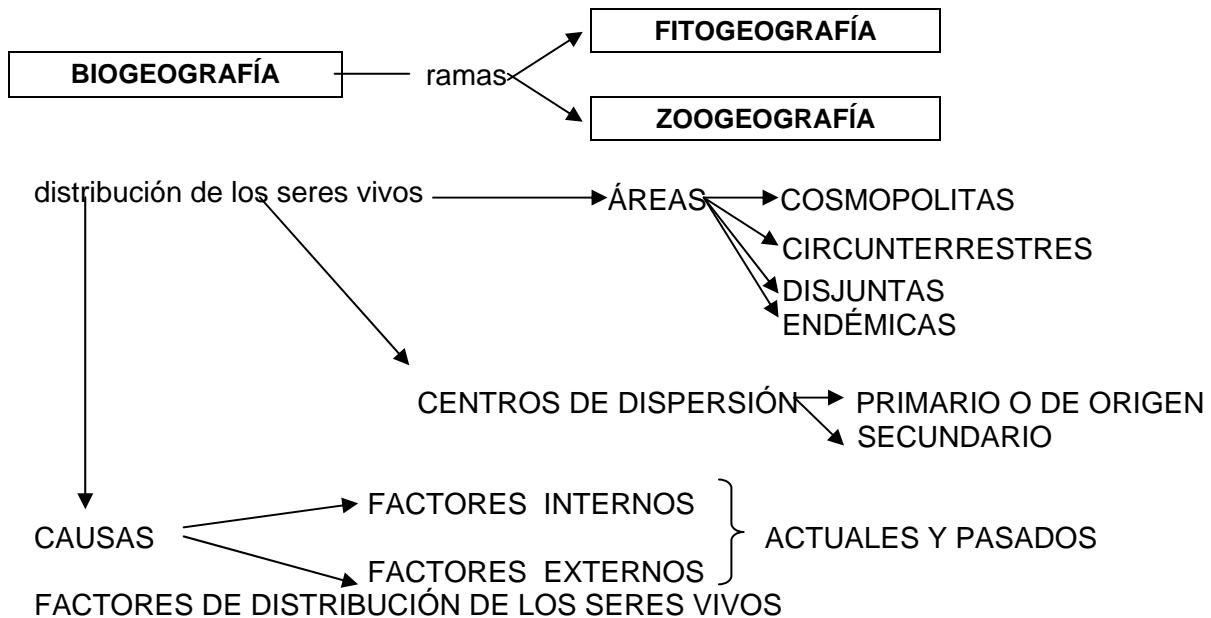 FITOGEOGRAFÍA
BIOGEOGRAFÍA
ramas
ZOOGEOGRAFÍA
distribución de los seres vivos
ÁREAS
COSMOPOLITAS
CIRCUNTERRESTRES
DISJUNTAS
ENDÉMICAS
CENTROS DE DISPERSIÓN
PRIMARIO O DE ORIGEN
SECUNDARIO
FACTORES INTERNOS
CAUSAS
ACTUALES Y PASADOS
FACTORES EXTERNOS
FACTORES DE DISTRIBUCIÓN DE LOS SERES VIVOS